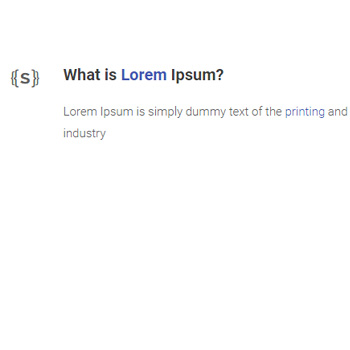 {{s}}
What is Lorem Ipsum?
Lorem Ipsum is simply dummy text of the printing and
industry